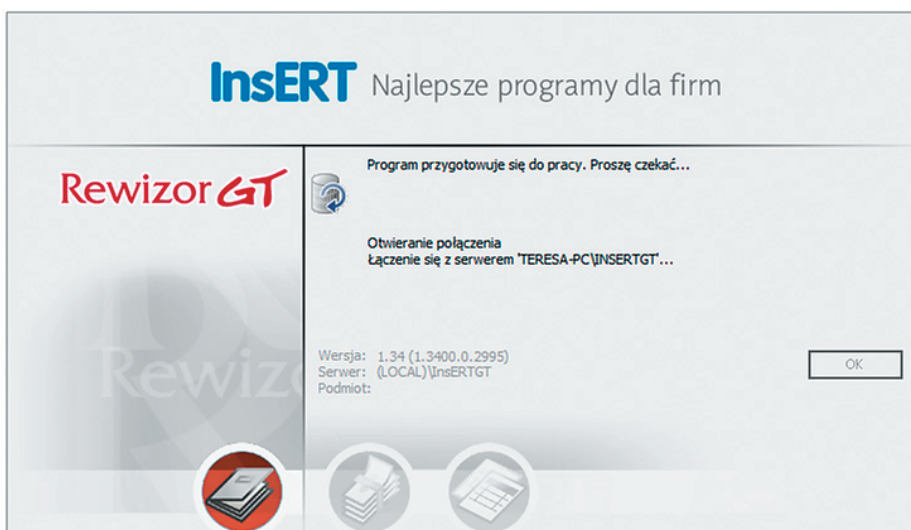 InsERT Najlepsze programy dla firm
Rewizor GT
Program przygotowuje się do pracy. Proszę czekać...
Otwieranie połączenia
Łączenie się z serwerem 'TERESA-PC\INSERTGT'...
Wersja: 1.34 (1.3400.0.2995)
Serwer: (LOCAL)\InsERTGT
Podmiot:
OK
Rewizo